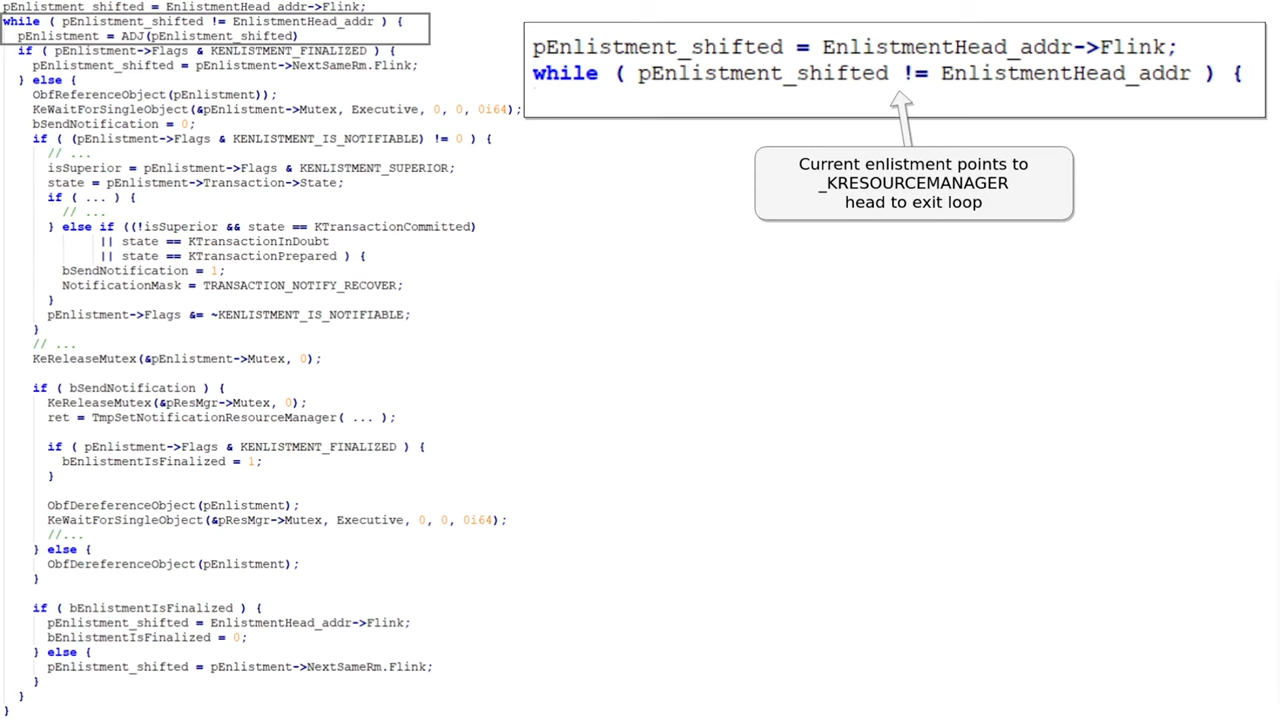 pEnlistment_shifted = EnlistmentHead_addr->Flink;
while ( pEnlistment_shifted != EnlistmentHead_addr ) {
pEnlistment = ADJ(pEnlistment_shifted)
if ( pEnlistment->Flags & KENLISTMENT_FINALIZED ) {
pEnlistment_shifted = pEnlistment->NextSameRm.Flink;
} else {
ObfReferenceObject(pEnlistment));
KeWaitForSingleObject(&pEnlistment->Mutex, Executive, 0, 0, 0i64);
bSendNotification = 0;
if ( (pEnlistment->Flags & KENLISTMENT_IS_NOTIFIABLE) != 0 ) {
// ...
isSuperior = pEnlistment->Flags & KENLISTMENT_SUPERIOR;
state = pEnlistment->Transaction->State;
if ( ... ) {
// ...
} else if ((!isSuperior && state == KTransactionCommitted)
|| state == KTransactionInDoubt
|| state == KTransactionPrepared ) {
bSendNotification = 1;
NotificationMask = TRANSACTION_NOTIFY_RECOVER;
}
pEnlistment->Flags &= ~KENLISTMENT_IS_NOTIFIABLE;
}
// ...
KeReleaseMutex(&pEnlistment->Mutex, 0);
if ( bSendNotification ) {
KeReleaseMutex(&pResMgr->Mutex, 0);
ret = TmpSetNotificationResourceManager( ... );
if ( pEnlistment->Flags & KENLISTMENT_FINALIZED ) {
bEnlistmentIsFinalized = 1;
}
ObfDereferenceObject(pEnlistment);
KeWaitForSingleObject(&pResMgr->Mutex, Executive, 0, 0, 0i64);
//...
} else {
ObfDereferenceObject(pEnlistment);
}
if ( bEnlistmentIsFinalized ) {
pEnlistment_shifted = EnlistmentHead_addr->Flink;
bEnlistmentIsFinalized = 0;
} else {
pEnlistment_shifted = pEnlistment->NextSameRm.Flink;
}
}
}
pEnlistment_shifted = EnlistmentHead_addr->Flink;
while ( pEnlistment_shifted != EnlistmentHead_addr ) {
Current enlistment points to
_KRESOURCEMANAGER
head to exit loop